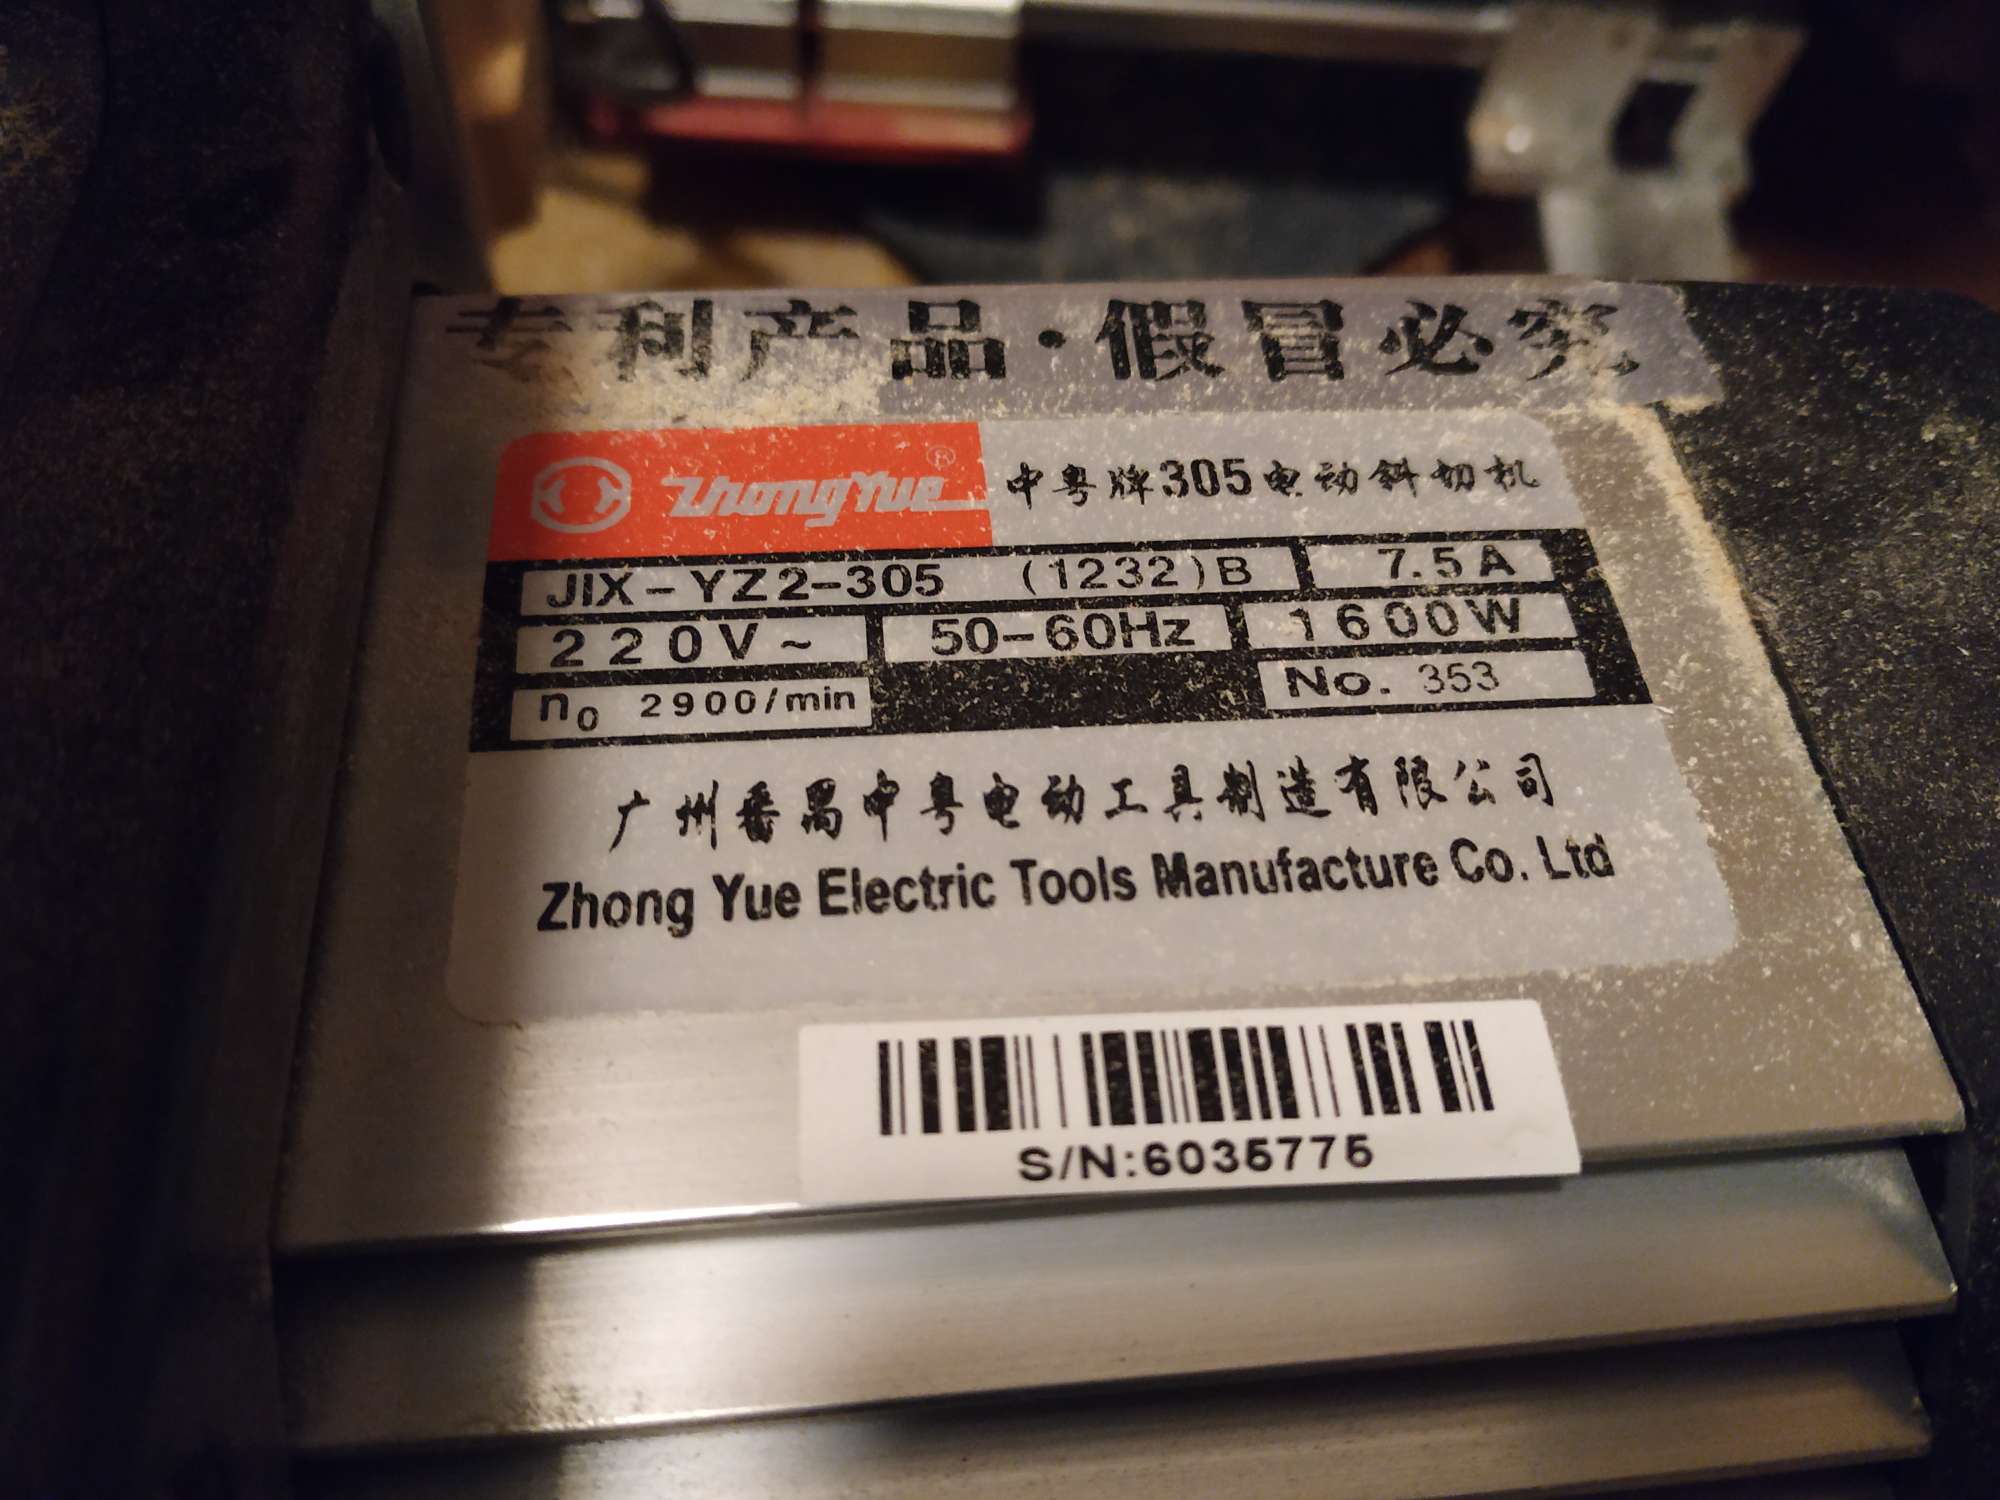 专利产品·假冒必究
ZhongYue® 中粤牌305电动斜切机
JIX-YZ2-305 (1232)B 7.5A
220V~ 50-60Hz 1600W
n₀ 2900/min No. 353
广州番禺中粤电动工具制造有限公司
Zhong Yue Electric Tools Manufacture Co. Ltd
S/N:6035775